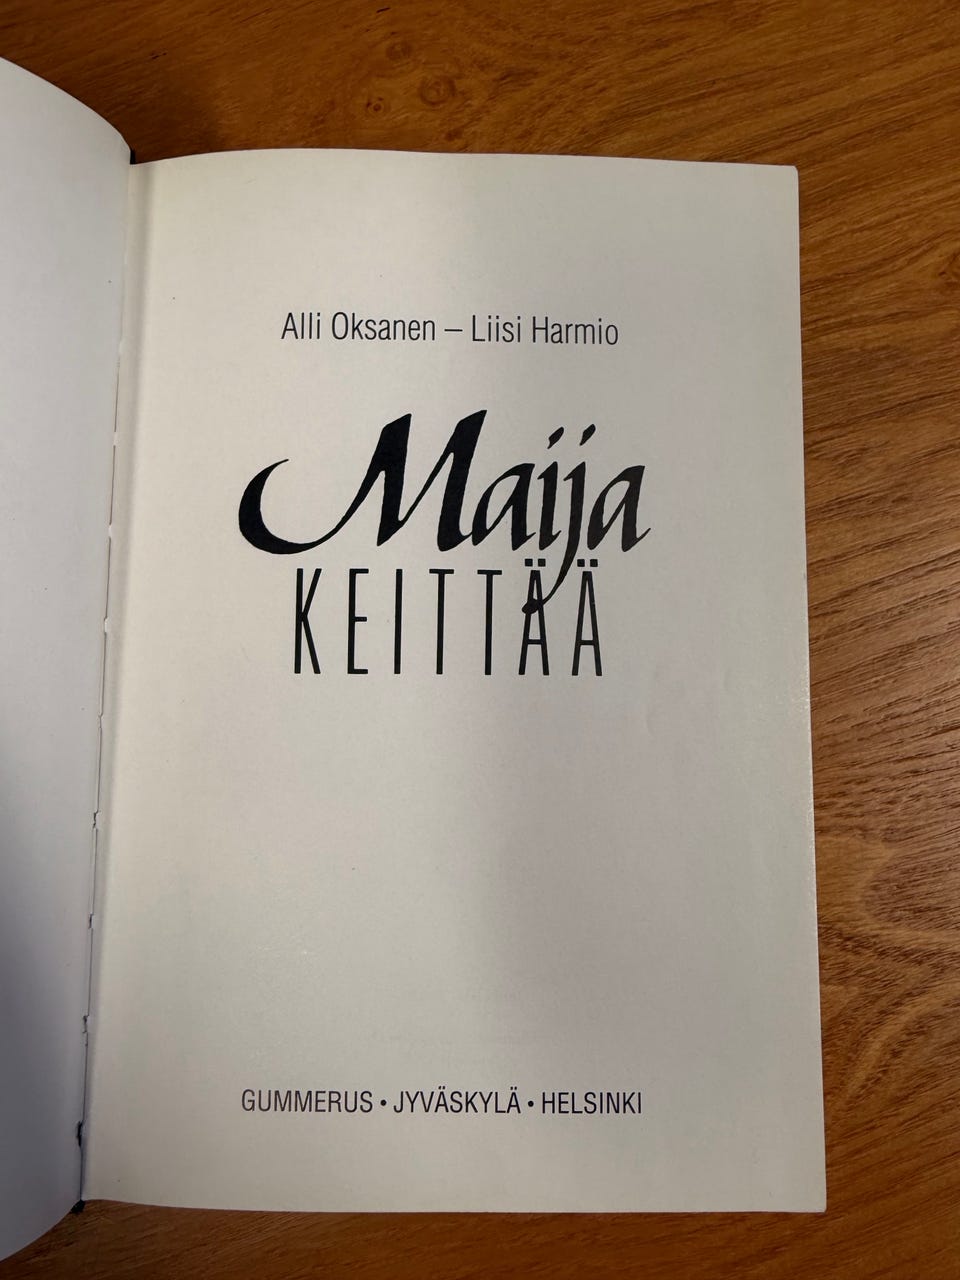 Alli Oksanen – Liisi Harmio
Maija
KEITTÄÄ
GUMMERUS • JYVÄSKYLÄ • HELSINKI